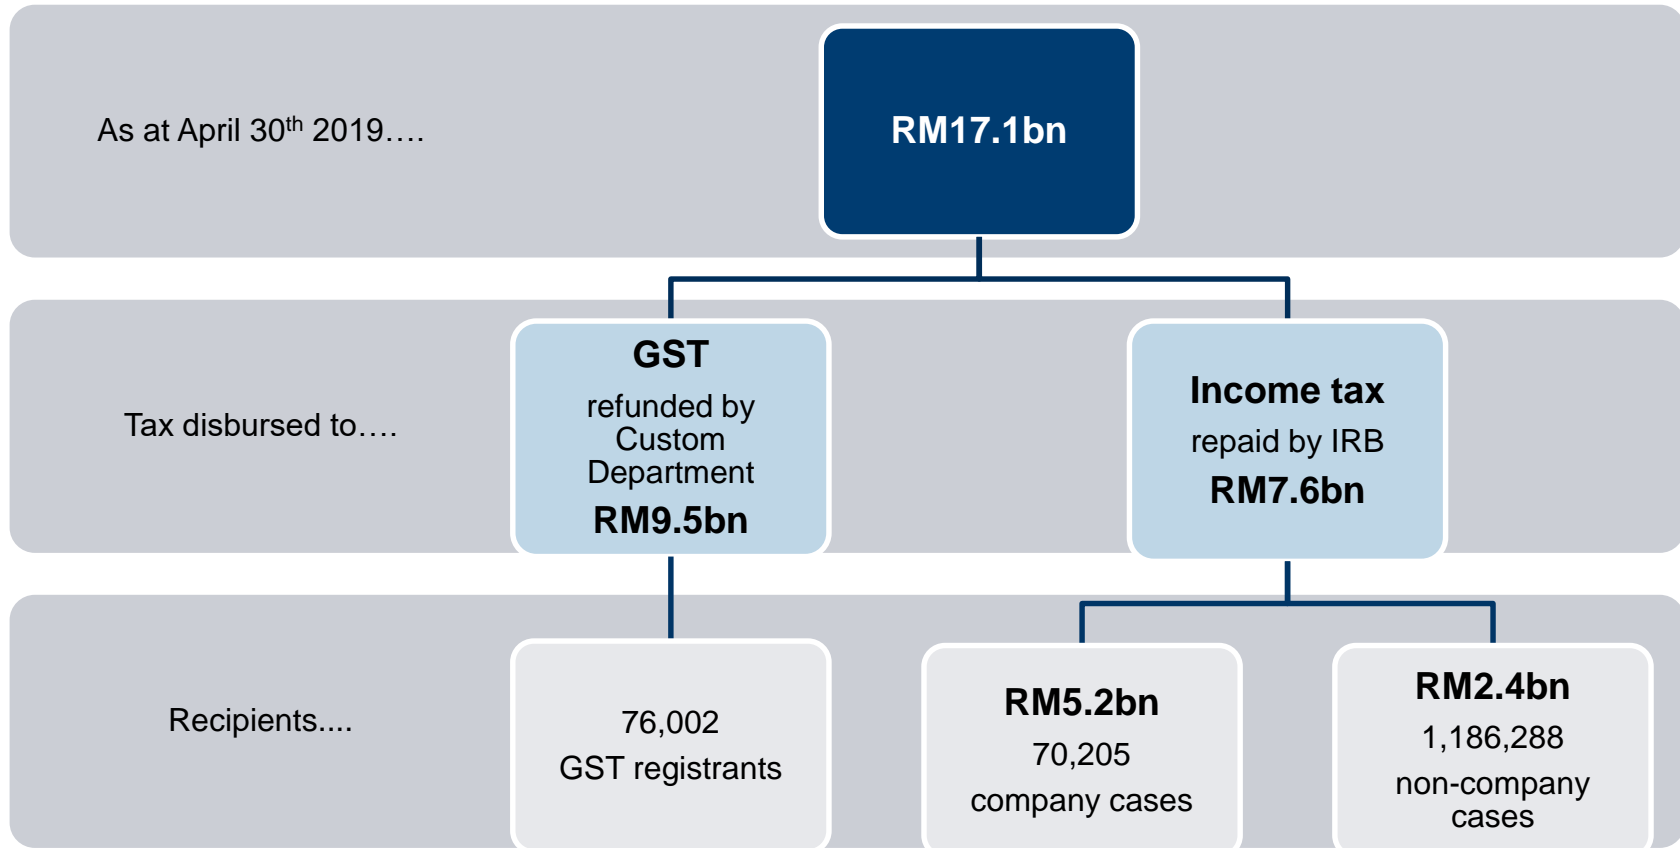 As at April 30th 2019….
RM17.1bn
Tax disbursed to….
GST
refunded by
Custom
Department
RM9.5bn
Income tax
repaid by IRB
RM7.6bn
Recipients....
76,002
GST registrants
RM5.2bn
70,205
company cases
RM2.4bn
1,186,288
non-company
cases